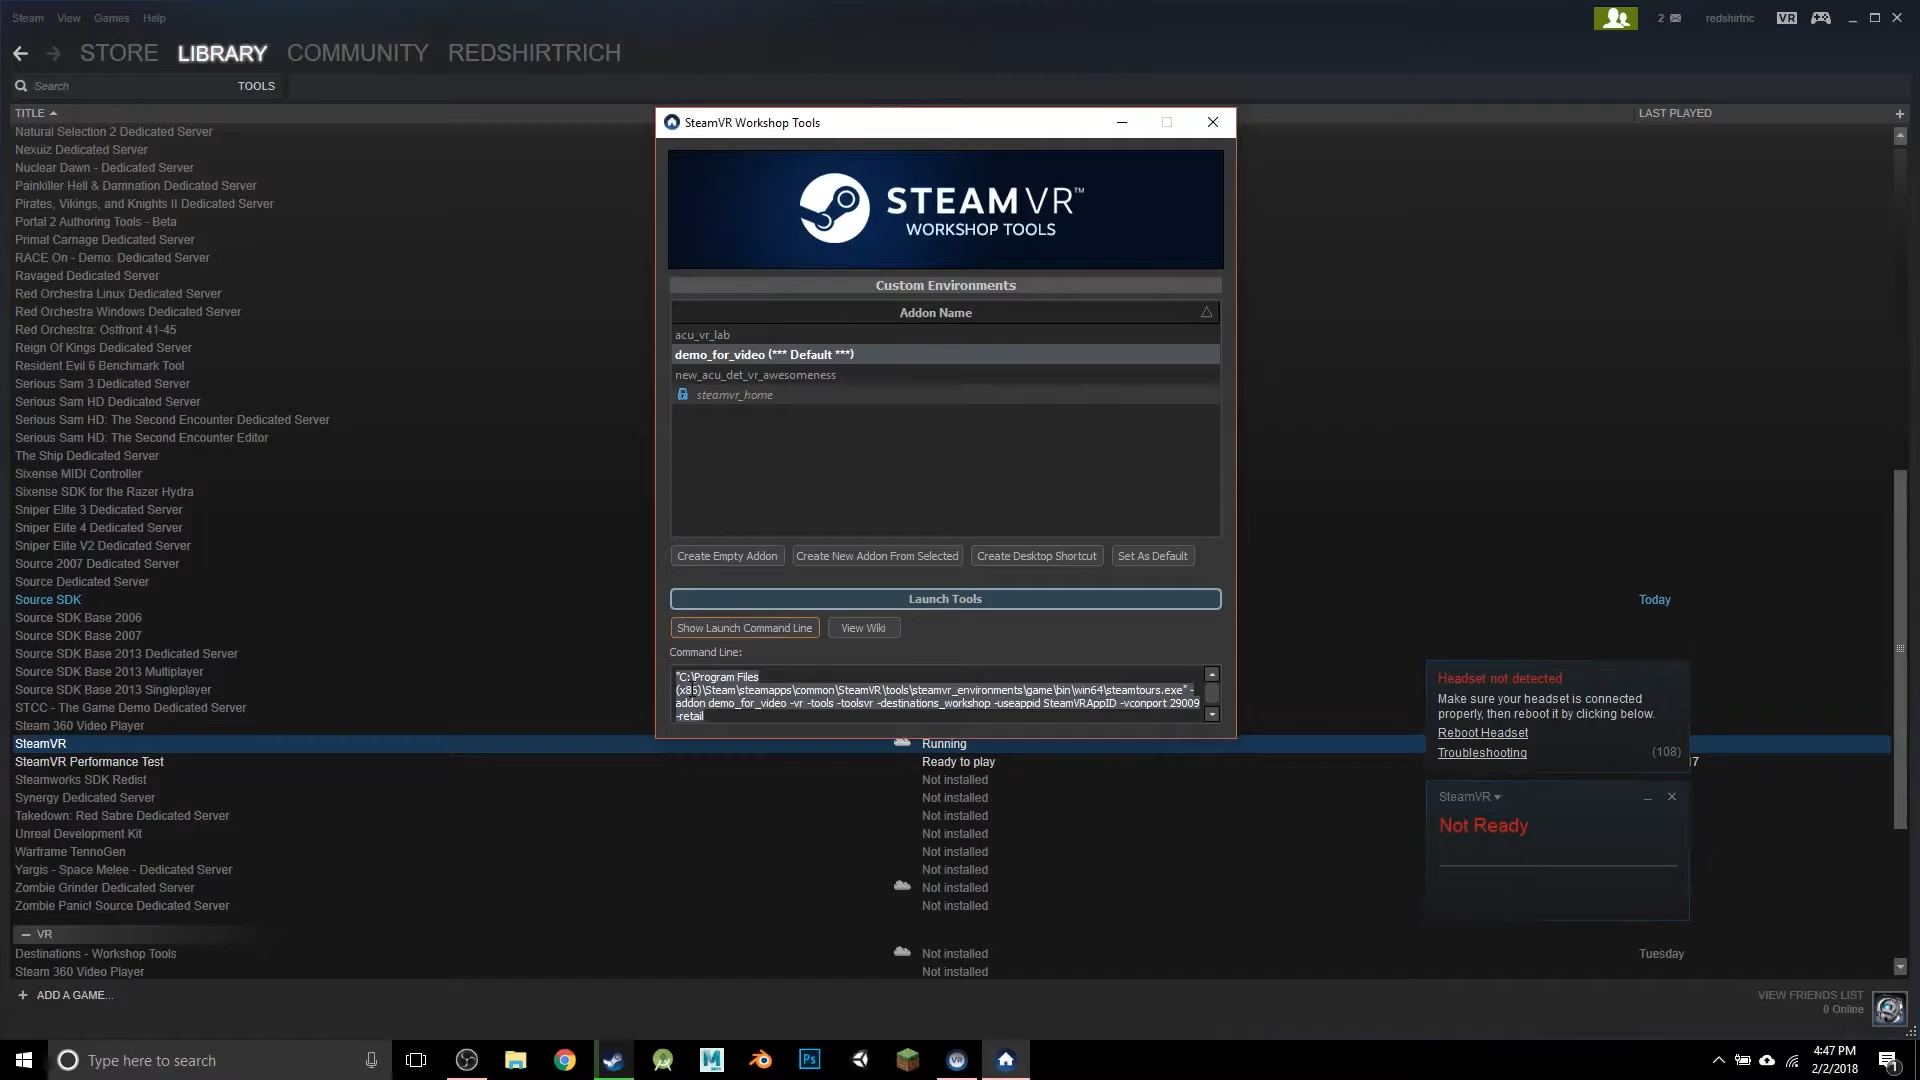 Steam View Games Help
2 redshirtric VR
STORE LIBRARY COMMUNITY REDSHIRTRICH
Search TOOLS
TITLE LAST PLAYED +
Natural Selection 2 Dedicated Server
Nexuiz Dedicated Server
Nuclear Dawn - Dedicated Server
Painkiller Hell & Damnation Dedicated Server
Pirates, Vikings, and Knights II Dedicated Server
Portal 2 Authoring Tools - Beta
Primal Carnage Dedicated Server
RACE On - Demo: Dedicated Server
Ravaged Dedicated Server
Red Orchestra Linux Dedicated Server
Red Orchestra Windows Dedicated Server
Red Orchestra: Ostfront 41-45
Reign Of Kings Dedicated Server
Resident Evil 6 Benchmark Tool
Serious Sam 3 Dedicated Server
Serious Sam HD Dedicated Server
Serious Sam HD: The Second Encounter Dedicated Server
Serious Sam HD: The Second Encounter Editor
The Ship Dedicated Server
Sixense MIDI Controller
Sixense SDK for the Razer Hydra
Sniper Elite 3 Dedicated Server
Sniper Elite 4 Dedicated Server
Sniper Elite V2 Dedicated Server
Source 2007 Dedicated Server
Source Dedicated Server
Source SDK Today
Source SDK Base 2006
Source SDK Base 2007
Source SDK Base 2013 Dedicated Server
Source SDK Base 2013 Multiplayer
Source SDK Base 2013 Singleplayer
STCC - The Game Demo Dedicated Server
Steam 360 Video Player
SteamVR Running
SteamVR Performance Test Ready to play 17
Steamworks SDK Redist Not installed
Synergy Dedicated Server Not installed
Takedown: Red Sabre Dedicated Server Not installed
Unreal Development Kit Not installed
Warframe TennoGen Not installed
Yargis - Space Melee - Dedicated Server Not installed
Zombie Grinder Dedicated Server Not installed
Zombie Panic! Source Dedicated Server Not installed
VR
Destinations - Workshop Tools Not installed Tuesday
Steam 360 Video Player Not installed
+ ADD A GAME...
VIEW FRIENDS LIST
0 Online
SteamVR Workshop Tools
STEAMVR™
WORKSHOP TOOLS
Custom Environments
Addon Name
acu_vr_lab
demo_for_video (*** Default ***)
new_acu_det_vr_awesomeness
steamvr_home
Create Empty Addon Create New Addon From Selected Create Desktop Shortcut Set As Default
Launch Tools
Show Launch Command Line View Wiki
Command Line:
"C:\Program Files
(x86)\Steam\steamapps\common\SteamVR\tools\steamvr_environments\game\bin\win64\steamtours.exe" -
addon demo_for_video -vr -tools -toolsvr -destinations_workshop -useappid SteamVRAppID -vconport 29009
-retail
Headset not detected
Make sure your headset is connected
properly, then reboot it by clicking below.
Reboot Headset
Troubleshooting (108)
SteamVR
Not Ready
Type here to search
Ps
VR
4:47 PM
2/2/2018
1